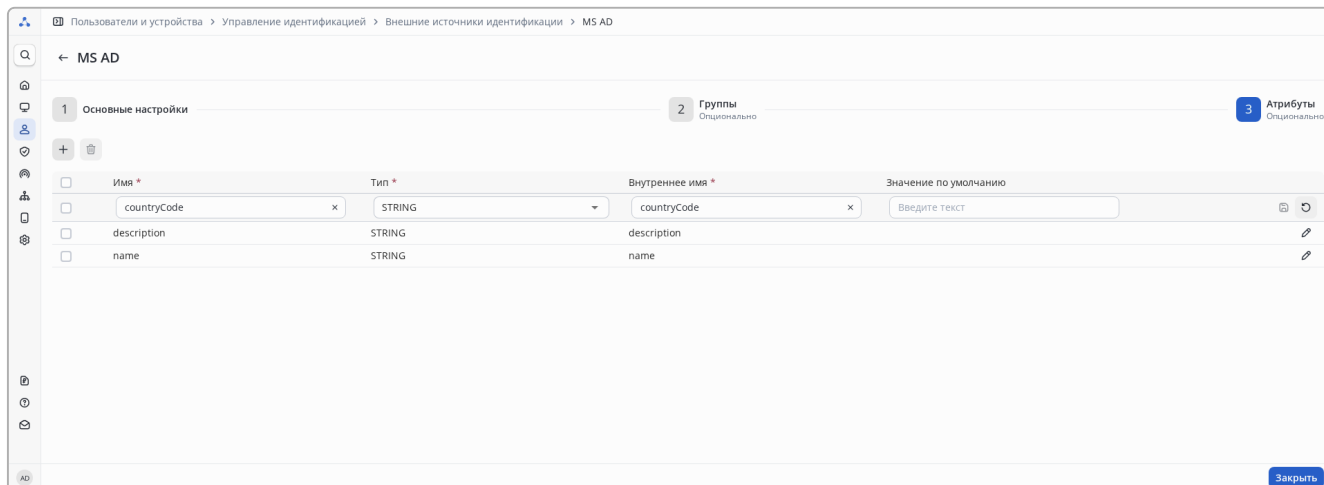 Пользователи и устройства > Управление идентификацией > Внешние источники идентификации > MS AD
← MS AD
1 Основные настройки
2 Группы
Опционально
3 Атрибуты
Опционально
Имя * Тип * Внутреннее имя * Значение по умолчанию
countryCode × STRING countryCode × Введите текст
description STRING description
name STRING name
AD
Закрыть